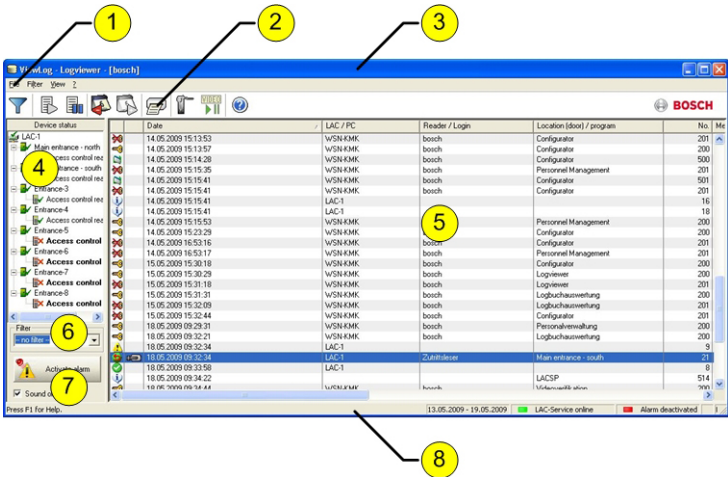 1
2
3
ViewLog - Logviewer - [bosch]
File Filter View ?
VIDEO
BOSCH
Device status
LAC-1
Main entrance - north
Access control rea
entrance - south
Access control rea
Entrance-3
Access control rea
Entrance-4
Access control rea
Entrance-5
Access control
Entrance-6
Access control
Entrance-7
Access control
Entrance-8
Access control
4
Date LAC / PC Reader / Login Location (door) / program No. Me
14.05.2009 15:13:53 WSN-KMK bosch Configurator 201
14.05.2009 15:13:57 WSN-KMK bosch Configurator 200
14.05.2009 15:14:28 WSN-KMK bosch Configurator 500
14.05.2009 15:15:35 WSN-KMK bosch Personnel Management 201
14.05.2009 15:15:41 WSN-KMK bosch Configurator 501
14.05.2009 15:15:41 WSN-KMK bosch Configurator 201
14.05.2009 15:15:41 LAC-1 16
14.05.2009 15:15:41 LAC-1 18
14.05.2009 15:15:53 WSN-KMK Personnel Management 200
14.05.2009 15:23:29 WSN-KMK Configurator 200
14.05.2009 16:53:16 WSN-KMK bosch Configurator 201
14.05.2009 16:53:17 WSN-KMK bosch Personnel Management 201
15.05.2009 15:30:18 WSN-KMK bosch Configurator 200
15.05.2009 15:30:29 WSN-KMK bosch Logviewer 200
15.05.2009 15:31:18 WSN-KMK bosch Logviewer 201
15.05.2009 15:31:31 WSN-KMK bosch Logbuchauswertung 200
15.05.2009 15:32:09 WSN-KMK bosch Logbuchauswertung 201
15.05.2009 15:32:44 WSN-KMK bosch Configurator 201
18.05.2009 09:29:31 WSN-KMK bosch Personalverwaltung 200
18.05.2009 09:32:21 WSN-KMK bosch Logbuchauswertung 200
18.05.2009 09:32:34 LAC-1 9
18.05.2009 09:32:34 LAC-1 Zutrittsleser Main entrance - south 21
18.05.2009 09:33:58 LAC-1 8
18.05.2009 09:34:22 LACSP 514
18.05.2009 09:34:44 WSN-KMK bosch Videoverifikation 200
5
Filter
-- no filter --
6
Activate alarm
7
Sound
Press F1 for Help. 13.05.2009 - 19.05.2009 LAC-Service online Alarm deactivated
8